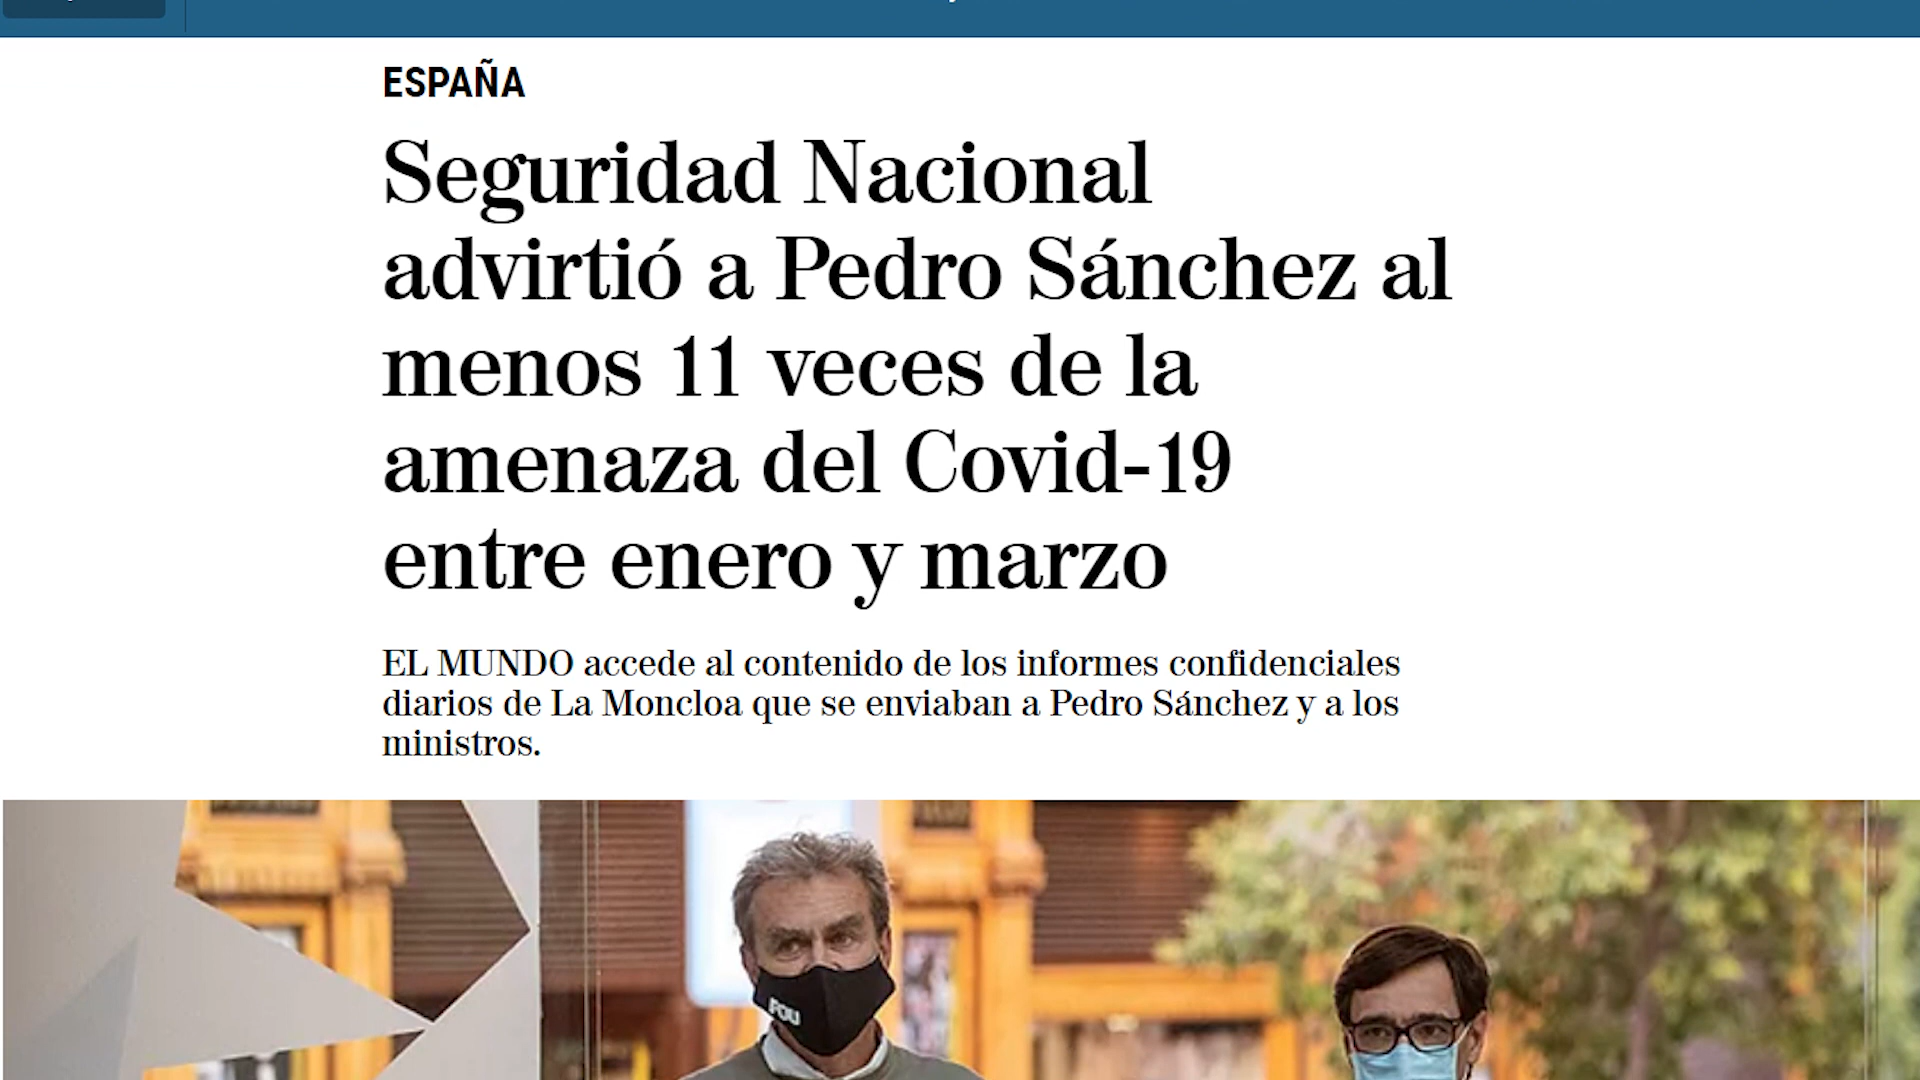 ESPAÑA
Seguridad Nacional
advirtió a Pedro Sánchez al
menos 11 veces de la
amenaza del Covid-19
entre enero y marzo
EL MUNDO accede al contenido de los informes confidenciales
diarios de La Moncloa que se enviaban a Pedro Sánchez y a los
ministros.